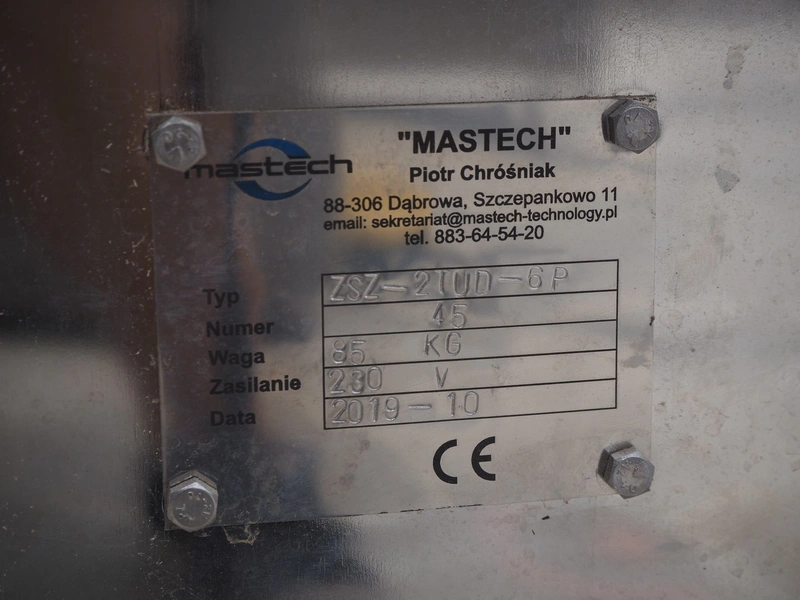 mastech
"MASTECH"
Piotr Chróśniak
88-306 Dąbrowa, Szczepankowo 11
email: sekretariat@mastech-technology.pl
tel. 883-64-54-20
Typ ZSZ-2IUD-6P
Numer 45
Waga 85 KG
Zasilanie 230 V
Data 2019-10
CE